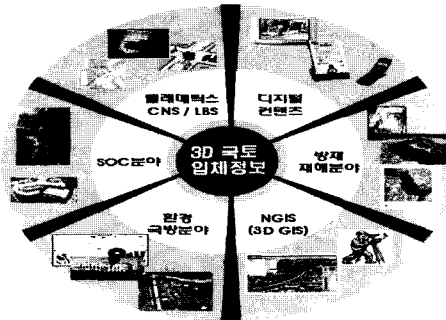 텔레매틱스
CNS / LBS
디지털
컨텐츠
SOC분야
3D 국토
입체정보
방재
재해분야
환경
국방분야
NGIS
(3D GIS)